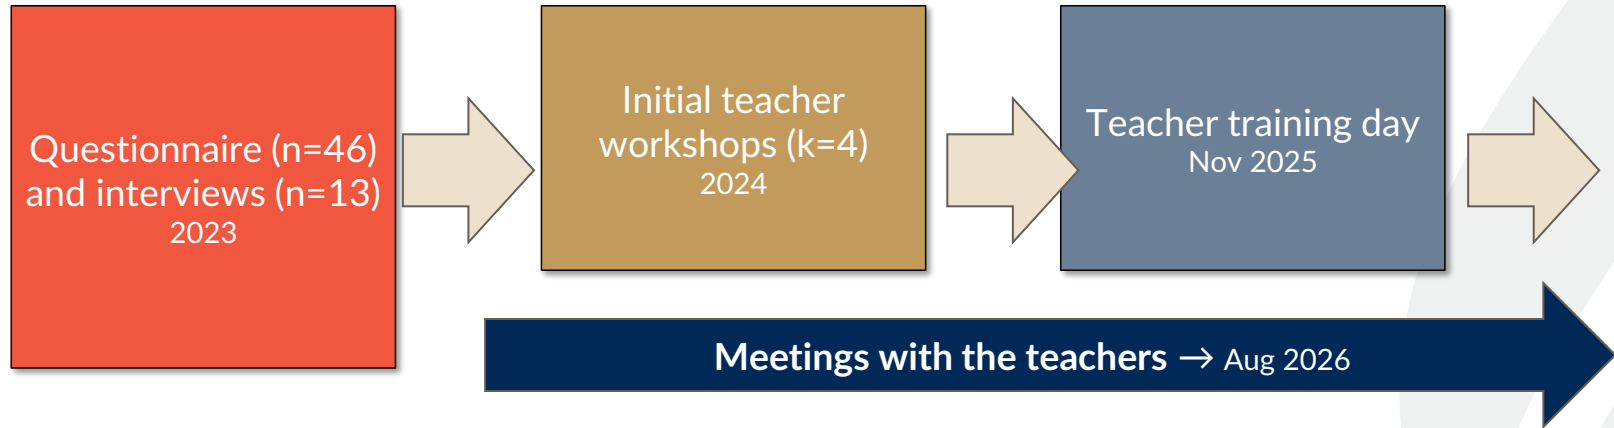 Questionnaire (n=46)
and interviews (n=13)
2023
Initial teacher
workshops (k=4)
2024
Teacher training day
Nov 2025
Meetings with the teachers → Aug 2026